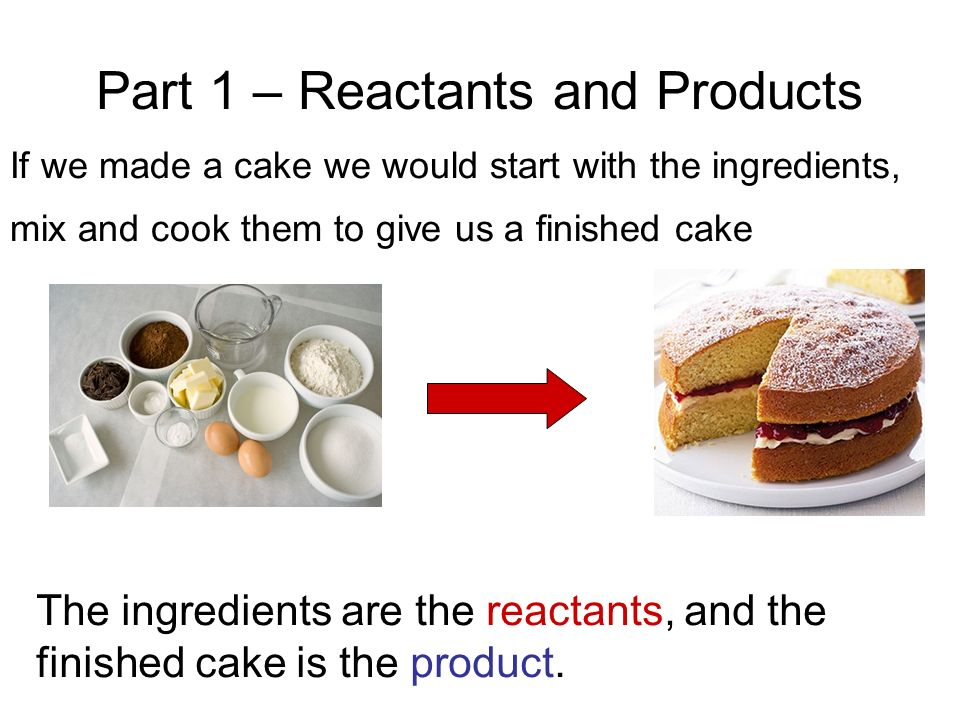 Part 1 – Reactants and Products
If we made a cake we would start with the ingredients,
mix and cook them to give us a finished cake
The ingredients are the reactants, and the
finished cake is the product.